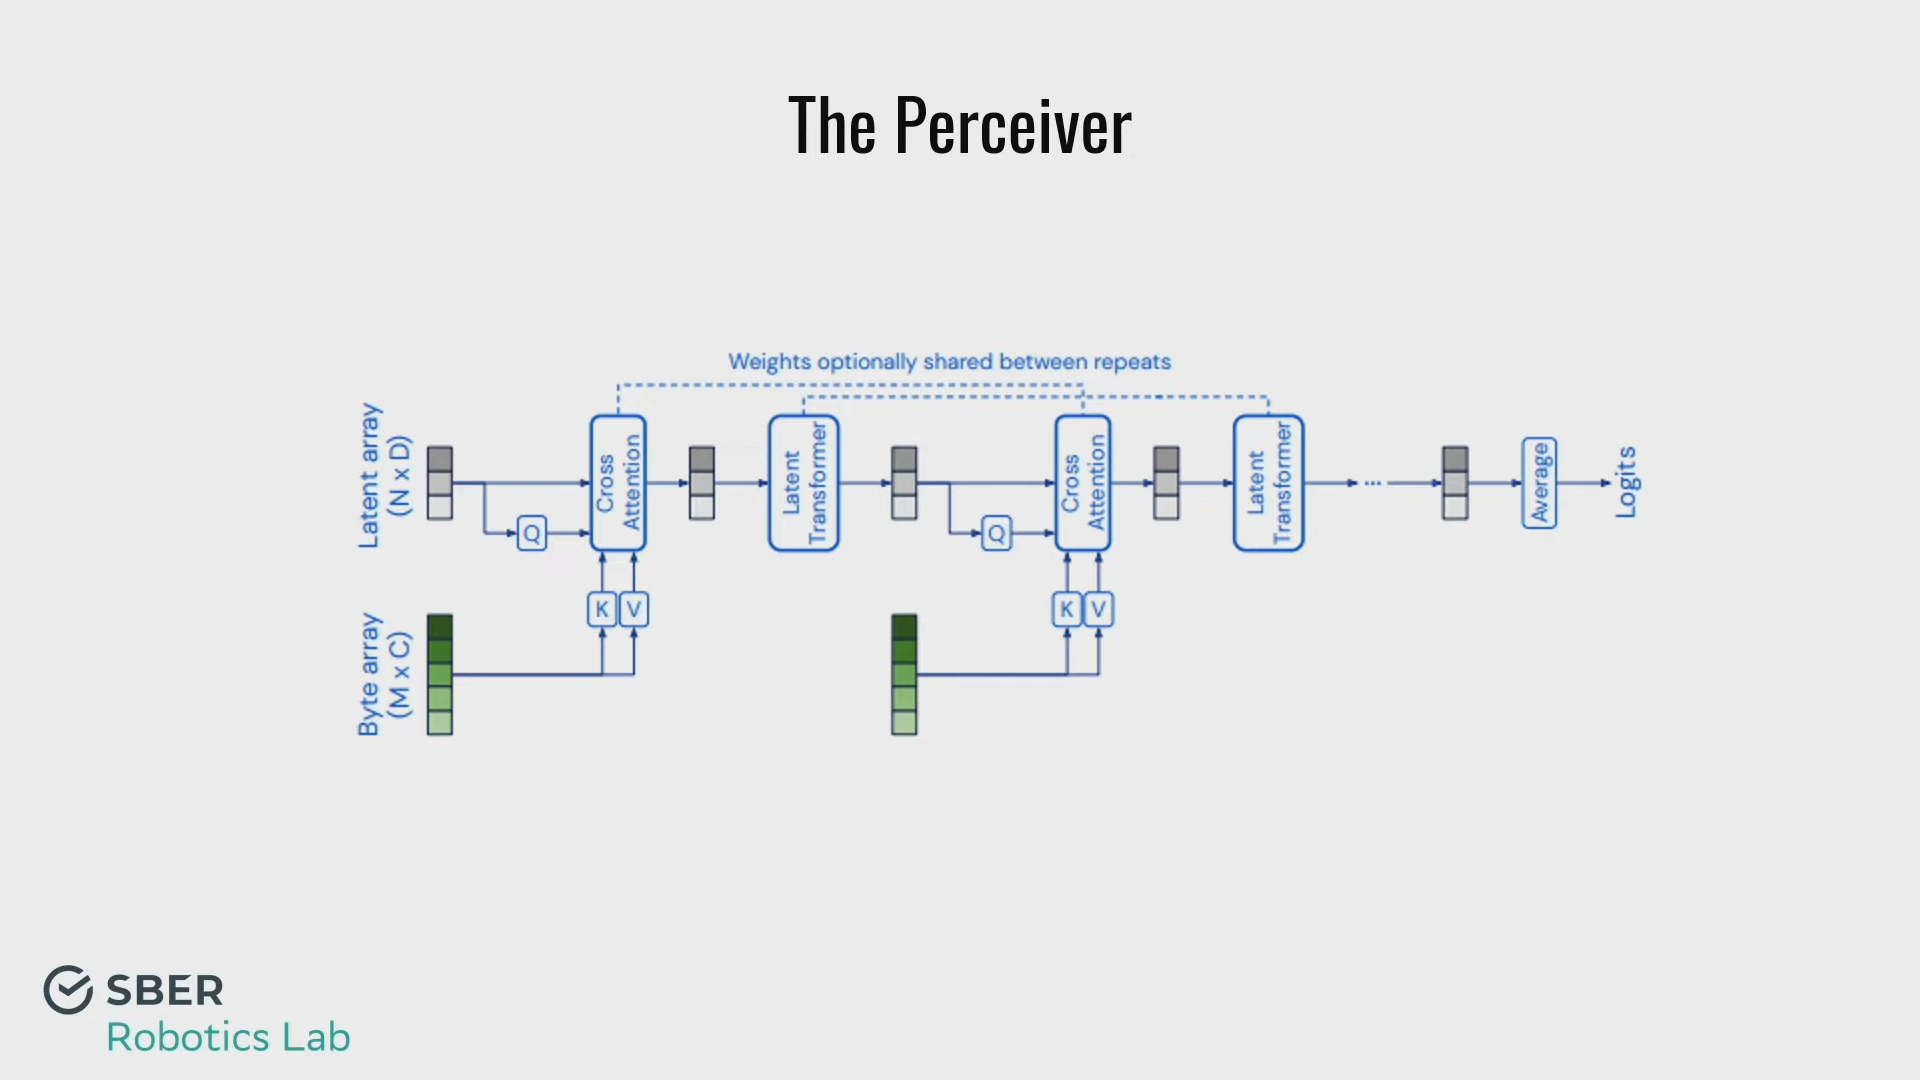 The Perceiver
Weights optionally shared between repeats
Latent array
(N x D)
Cross
Attention
Latent
Transformer
Cross
Attention
Latent
Transformer
...
Average
Logits
Q
Q
K
V
K
V
Byte array
(M x C)
SBER
Robotics Lab